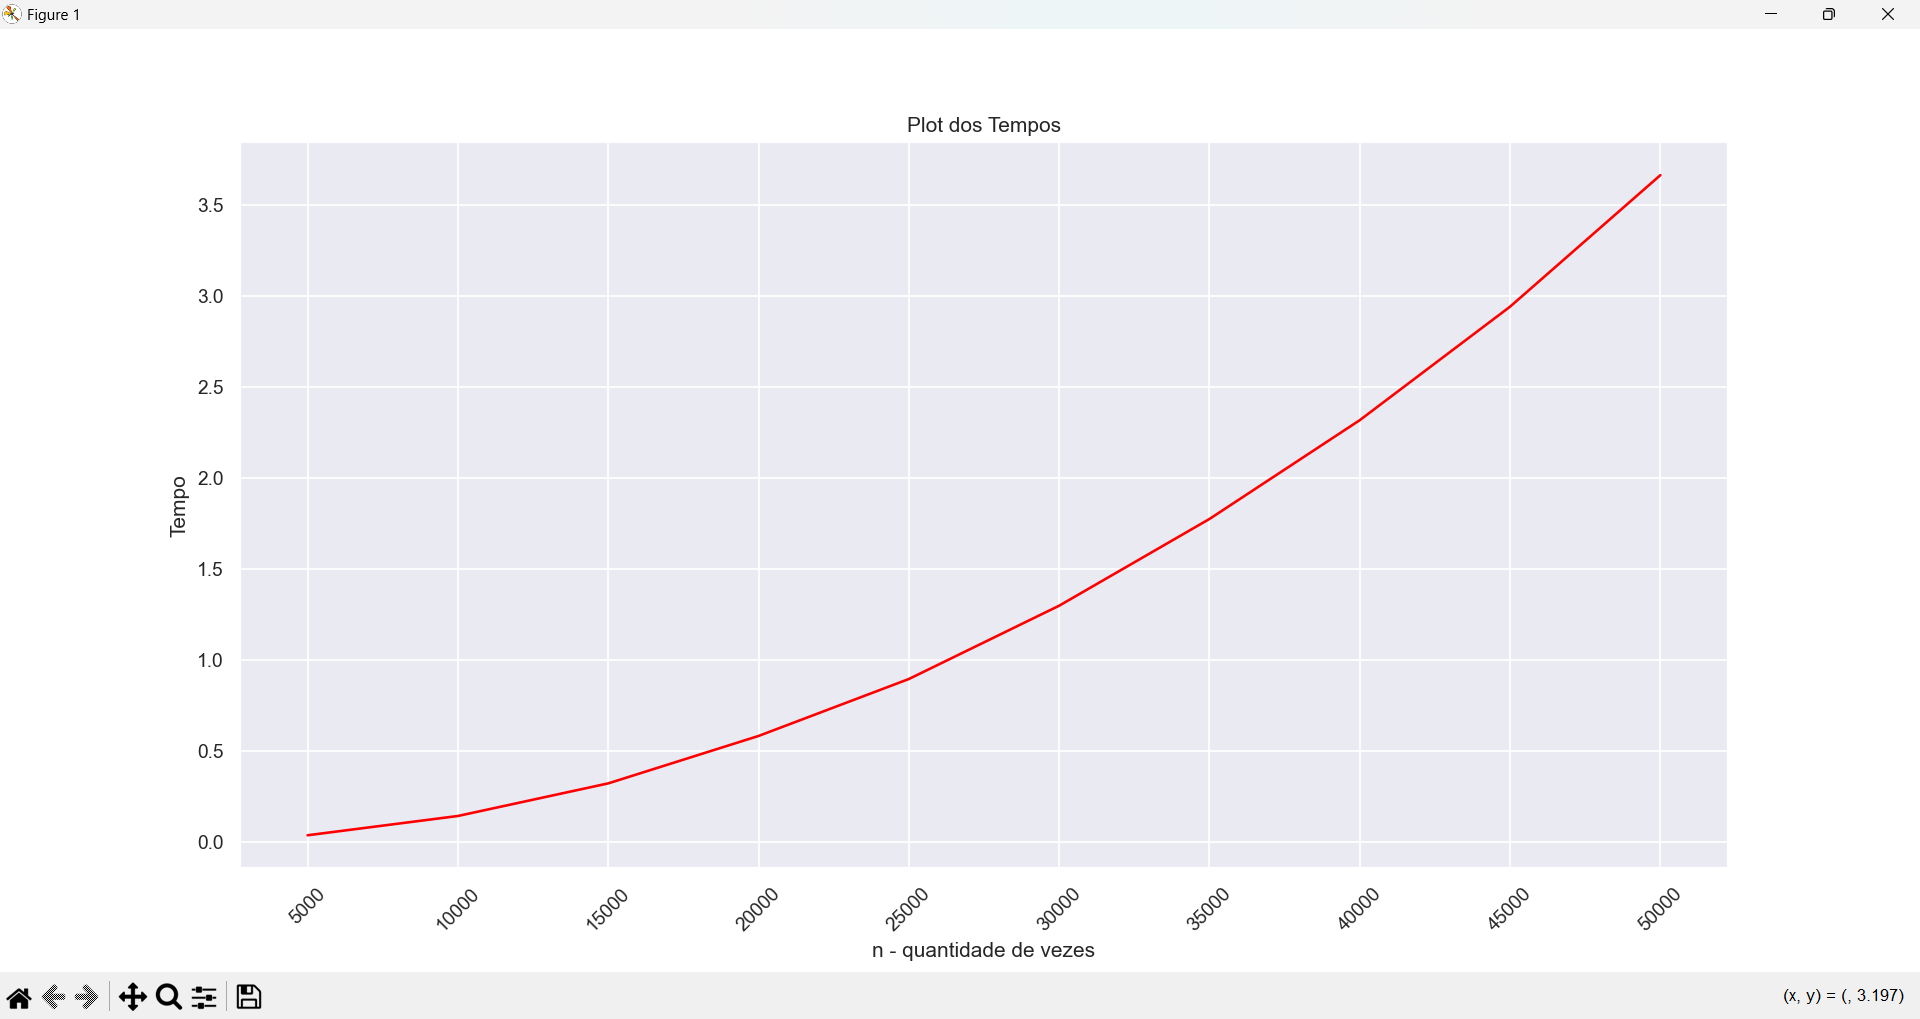 Figure 1
Plot dos Tempos
3.5
3.0
2.5
2.0
1.5
1.0
0.5
0.0
Tempo
5000 10000 15000 20000 25000 30000 35000 40000 45000 50000
n - quantidade de vezes
(x, y) = (, 3.197)